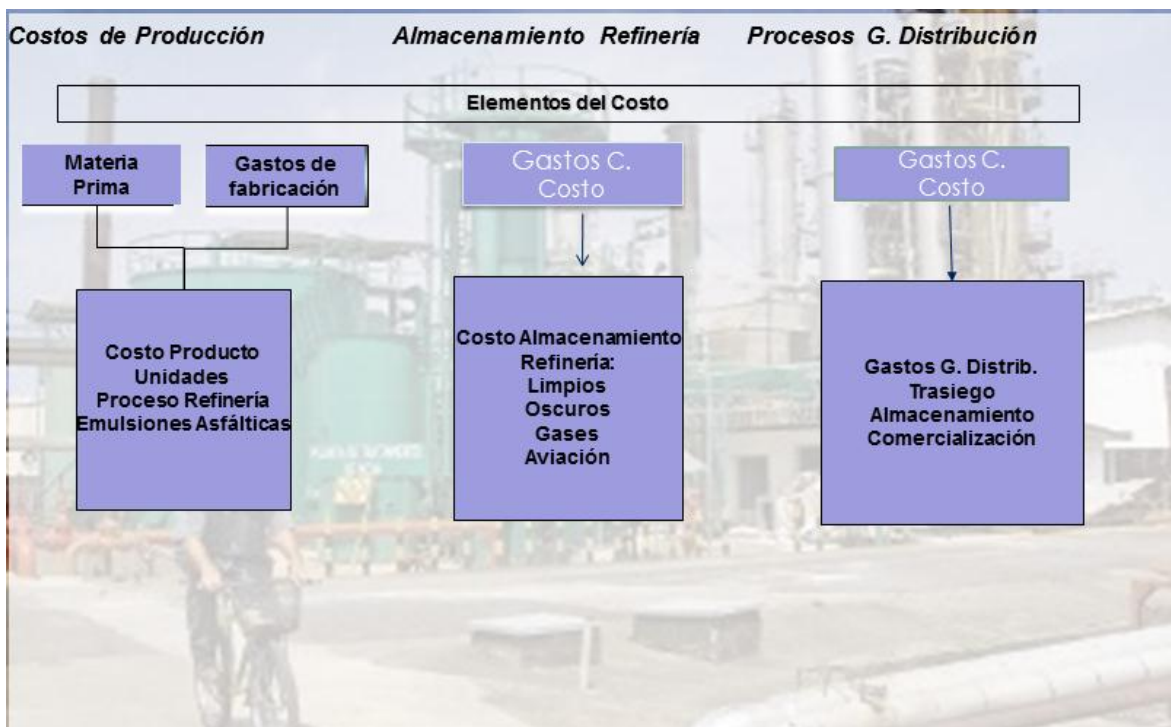 Costos de Producción
Almacenamiento Refinería
Procesos G. Distribución
Elementos del Costo
Materia
Prima
Gastos de
fabricación
Gastos C.
Costo
Gastos C.
Costo
Costo Producto
Unidades
Proceso Refinería
Emulsiones Asfálticas
Costo Almacenamiento
Refinería:
Limpios
Oscuros
Gases
Aviación
Gastos G. Distrib.
Trasiego
Almacenamiento
Comercialización